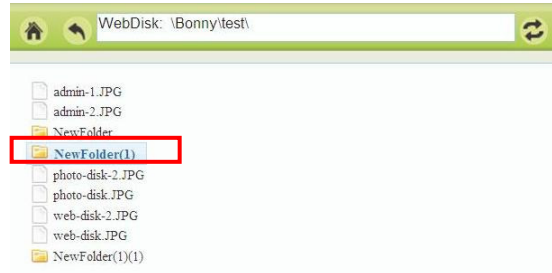 WebDisk: \Bonny\test\
admin-1.JPG
admin-2.JPG
NewFolder
NewFolder(1)
photo-disk-2.JPG
photo-disk.JPG
web-disk-2.JPG
web-disk.JPG
NewFolder(1)(1)